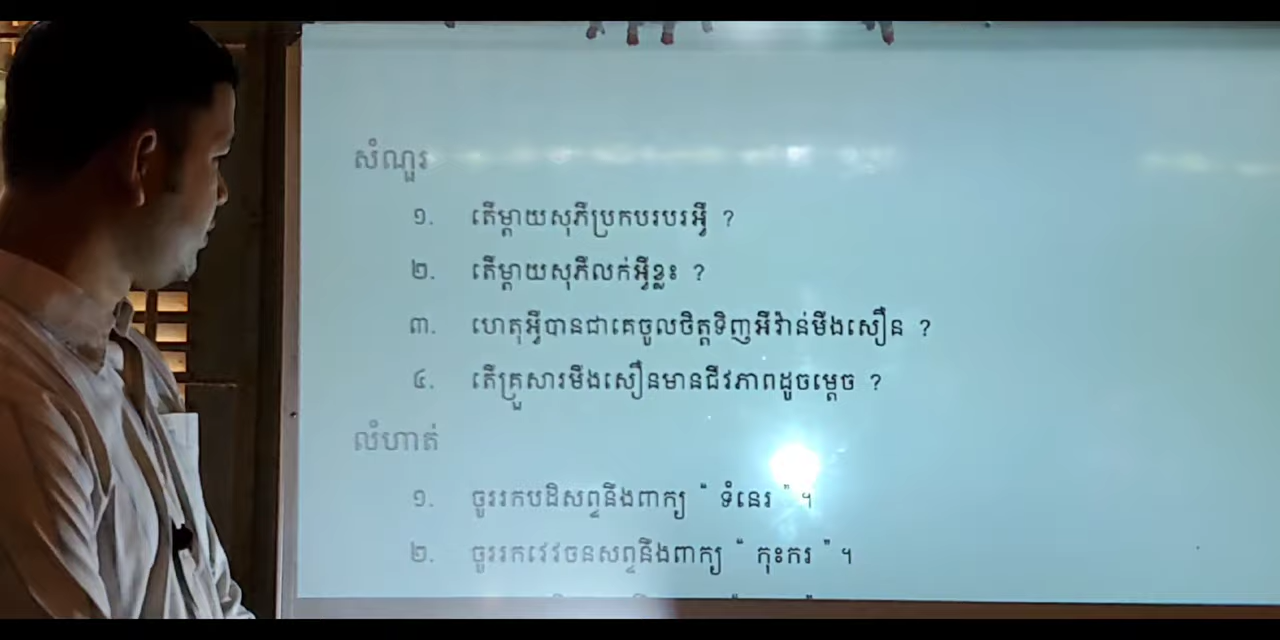 សំណួរ
១. តើម្ដាយសុភីប្រកបរបរអ្វី ?
២. តើម្ដាយសុភីលក់អ្វីខ្លះ ?
៣. ហេតុអ្វីបានជាគេចូលចិត្តទិញអីវ៉ាន់មីងសឿន ?
៤. តើគ្រួសារមីងសឿនមានជីវភាពដូចម្ដេច ?
លំហាត់
១. ចូររកបដិសព្ទនឹងពាក្យ " ទំនេរ " ។
២. ចូររកវេវចនសព្ទនឹងពាក្យ " កុះករ " ។